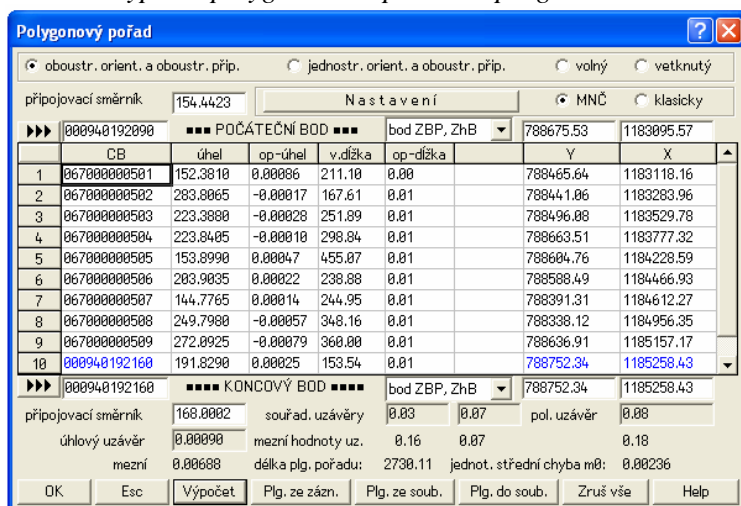 Polygonový pořad
oboustr. orient. a oboustr. přip. jednostr. orient. a oboustr. přip. volný vetknutý
připojovací směrník 154.4423 Nastavení MNČ klasicky
000940192090 POČÁTEČNÍ BOD bod ZBP, ZhB 788675.53 1183095.57
CB úhel op-úhel v.dĺžka op-dĺžka Y X
1 067000000501 152.3810 0.00086 211.10 0.00 788465.64 1183118.16
2 067000000502 283.8065 -0.00017 167.61 0.01 788441.06 1183283.96
3 067000000503 223.3880 -0.00028 251.89 0.01 788496.08 1183529.78
4 067000000504 223.8405 -0.00010 298.84 0.01 788663.51 1183777.32
5 067000000505 153.8990 0.00047 455.07 0.01 788604.76 1184228.59
6 067000000506 203.9035 0.00022 238.88 0.01 788588.49 1184466.93
7 067000000507 144.7765 0.00014 244.95 0.01 788391.31 1184612.27
8 067000000508 249.7980 -0.00057 348.16 0.01 788338.12 1184956.35
9 067000000509 272.0925 -0.00079 360.00 0.01 788636.91 1185157.17
10 000940192160 191.8290 0.00025 153.54 0.01 788752.34 1185258.43
000940192160 KONCOVÝ BOD bod ZBP, ZhB 788752.34 1185258.43
připojovací směrník 168.0002 souřad. uzávěry 0.03 0.07 pol. uzávěr 0.08
úhlový uzávěr 0.00090 mezní hodnoty uz. 0.16 0.07 0.18
mezní 0.00688 délka plg. pořadu: 2730.11 jednot. střední chyba m0: 0.00236
OK Esc Výpočet Plg. ze zázn. Plg. ze soub. Plg. do soub. Zruš vše Help